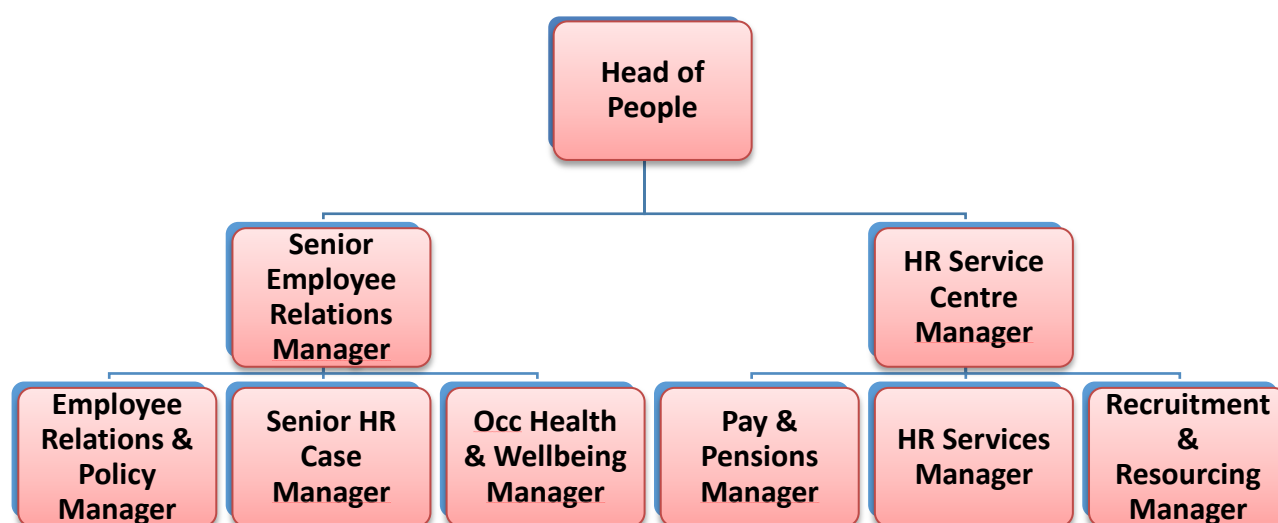 Head of
People
Senior
Employee
Relations
Manager
HR Service
Centre
Manager
Employee
Relations &
Policy
Manager
Senior HR
Case
Manager
Occ Health
& Wellbeing
Manager
Pay &
Pensions
Manager
HR Services
Manager
Recruitment
&
Resourcing
Manager